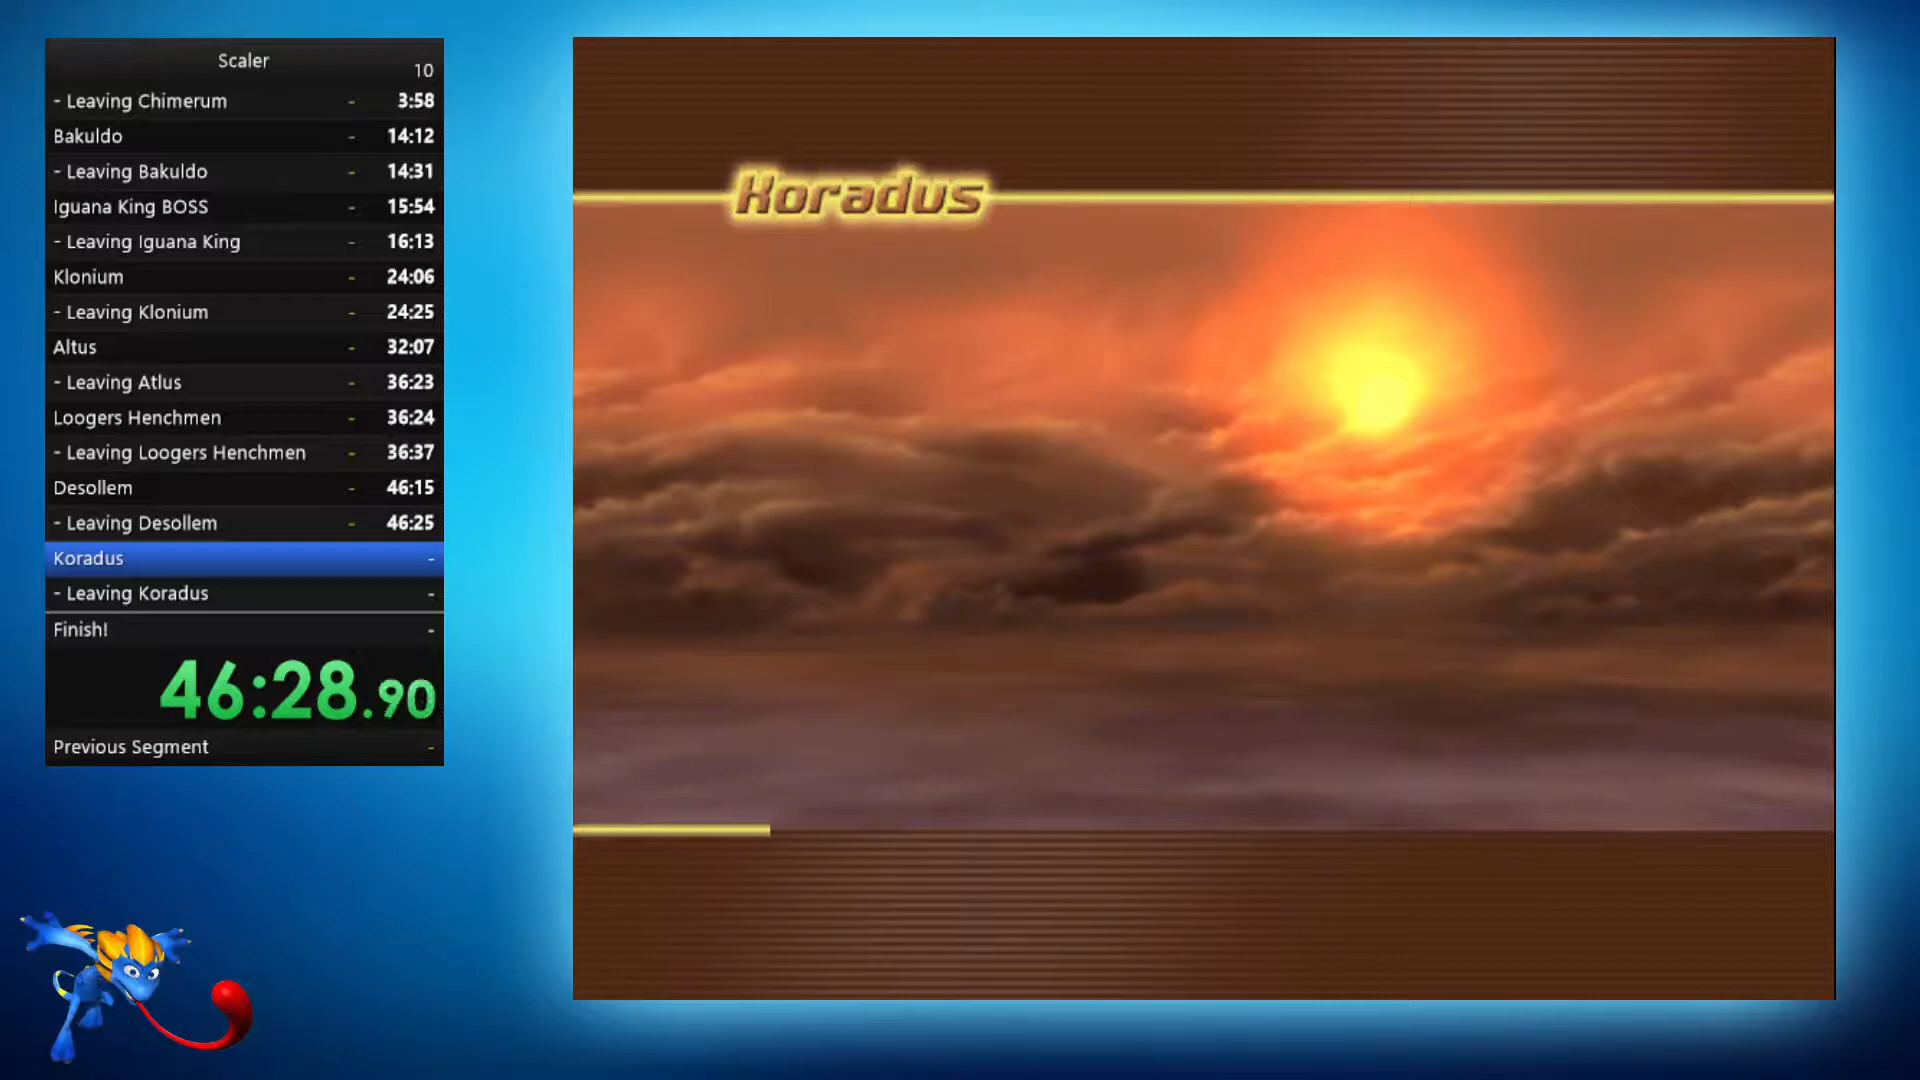 Scaler
10
- Leaving Chimerum - 3:58
Bakuldo - 14:12
- Leaving Bakuldo - 14:31
Iguana King BOSS - 15:54
- Leaving Iguana King - 16:13
Klonium - 24:06
- Leaving Klonium - 24:25
Altus - 32:07
- Leaving Atlus - 36:23
Loogers Henchmen - 36:24
- Leaving Loogers Henchmen - 36:37
Desollem - 46:15
- Leaving Desollem - 46:25
Koradus -
- Leaving Koradus -
Finish! -
46:28.90
Previous Segment -
Koradus